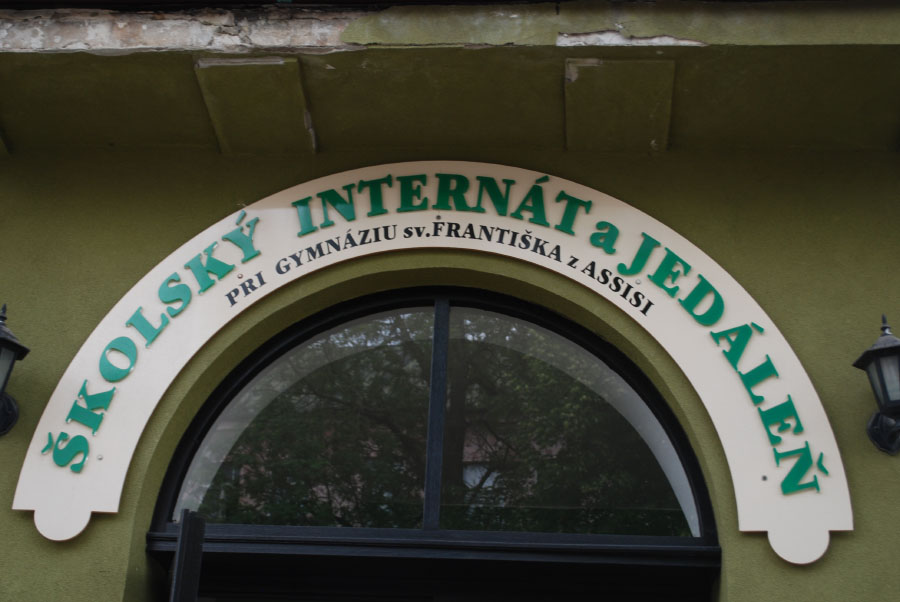 ŠKOLSKÝ INTERNÁT a JEDÁLEŇ
PRI GYMNÁZIU sv. FRANTIŠKA z ASSISI